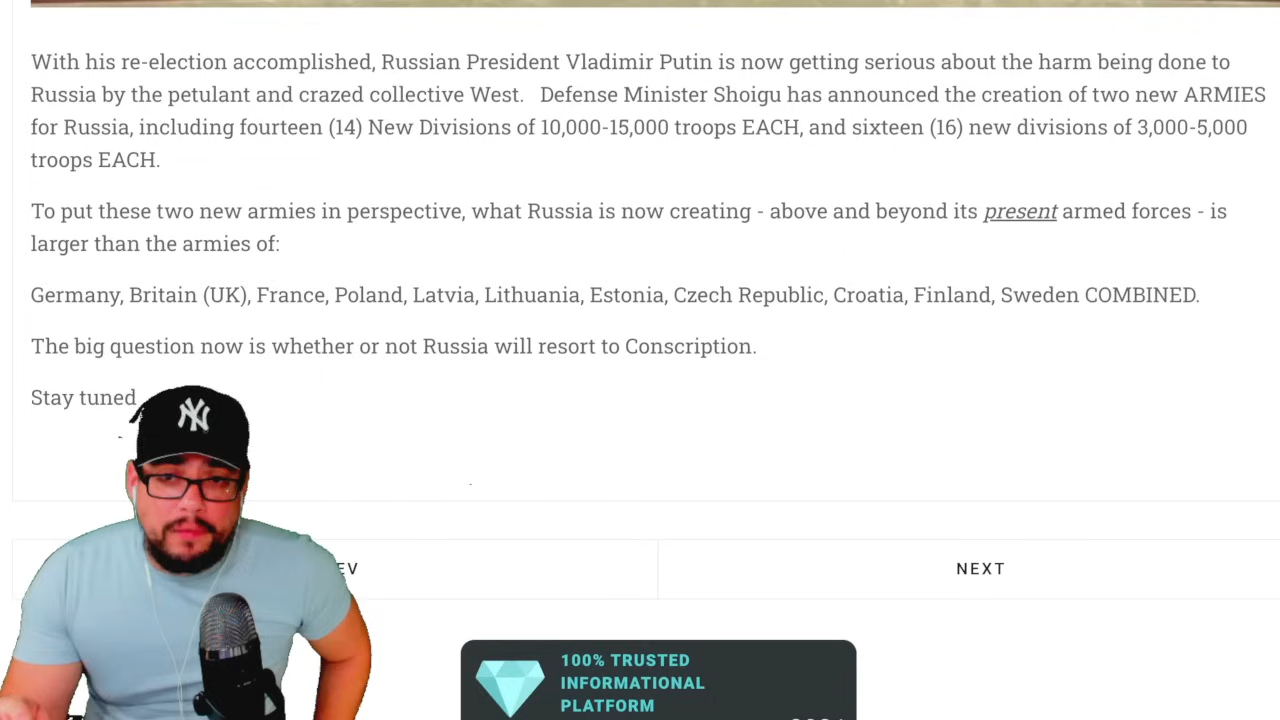 With his re-election accomplished, Russian President Vladimir Putin is now getting serious about the harm being done to
Russia by the petulant and crazed collective West. Defense Minister Shoigu has announced the creation of two new ARMIES
for Russia, including fourteen (14) New Divisions of 10,000-15,000 troops EACH, and sixteen (16) new divisions of 3,000-5,000
troops EACH.
To put these two new armies in perspective, what Russia is now creating - above and beyond its present armed forces - is
larger than the armies of:
Germany, Britain (UK), France, Poland, Latvia, Lithuania, Estonia, Czech Republic, Croatia, Finland, Sweden COMBINED.
The big question now is whether or not Russia will resort to Conscription.
Stay tuned
NY
EV
NEXT
100% TRUSTED
INFORMATIONAL
PLATFORM